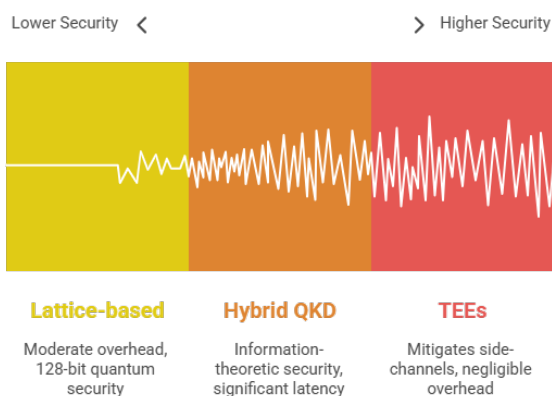 Lower Security
Higher Security
Lattice-based
Hybrid QKD
TEEs
Moderate overhead,
128-bit quantum
security
Information-
theoretic security,
significant latency
Mitigates side-
channels, negligible
overhead